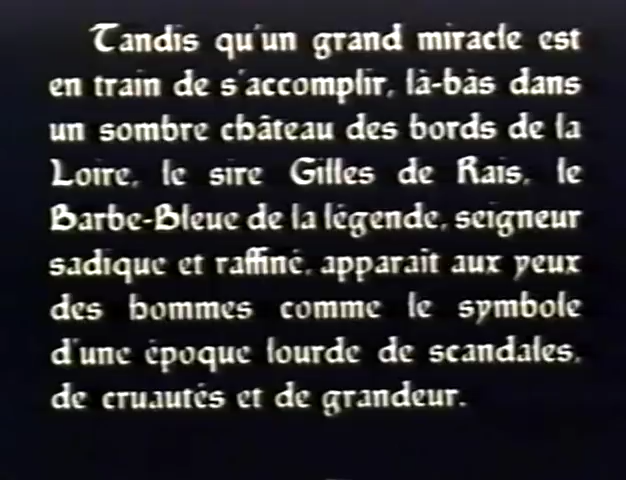 Tandis qu'un grand miracle est
en train de s'accomplir, là-bàs dans
un sombre château des bords de la
Loire, le sire Gilles de Rais, le
Barbe-Bleue de la légende, seigneur
sadique et raffiné, apparait aux yeux
des hommes comme le symbole
d'une époque lourde de scandales,
de cruautés et de grandeur.